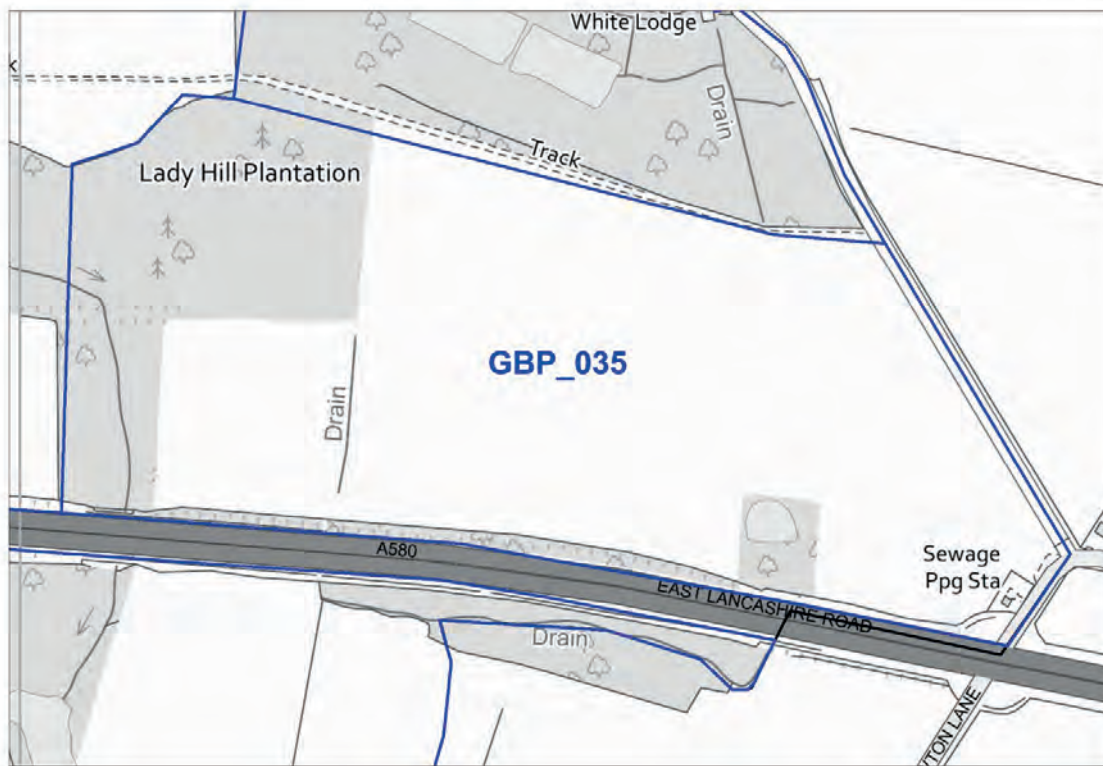 White Lodge
Drain
Track
Lady Hill Plantation
GBP_035
Drain
A580
EAST LANCASHIRE ROAD
Sewage
Ppg Sta
Drain
LANE